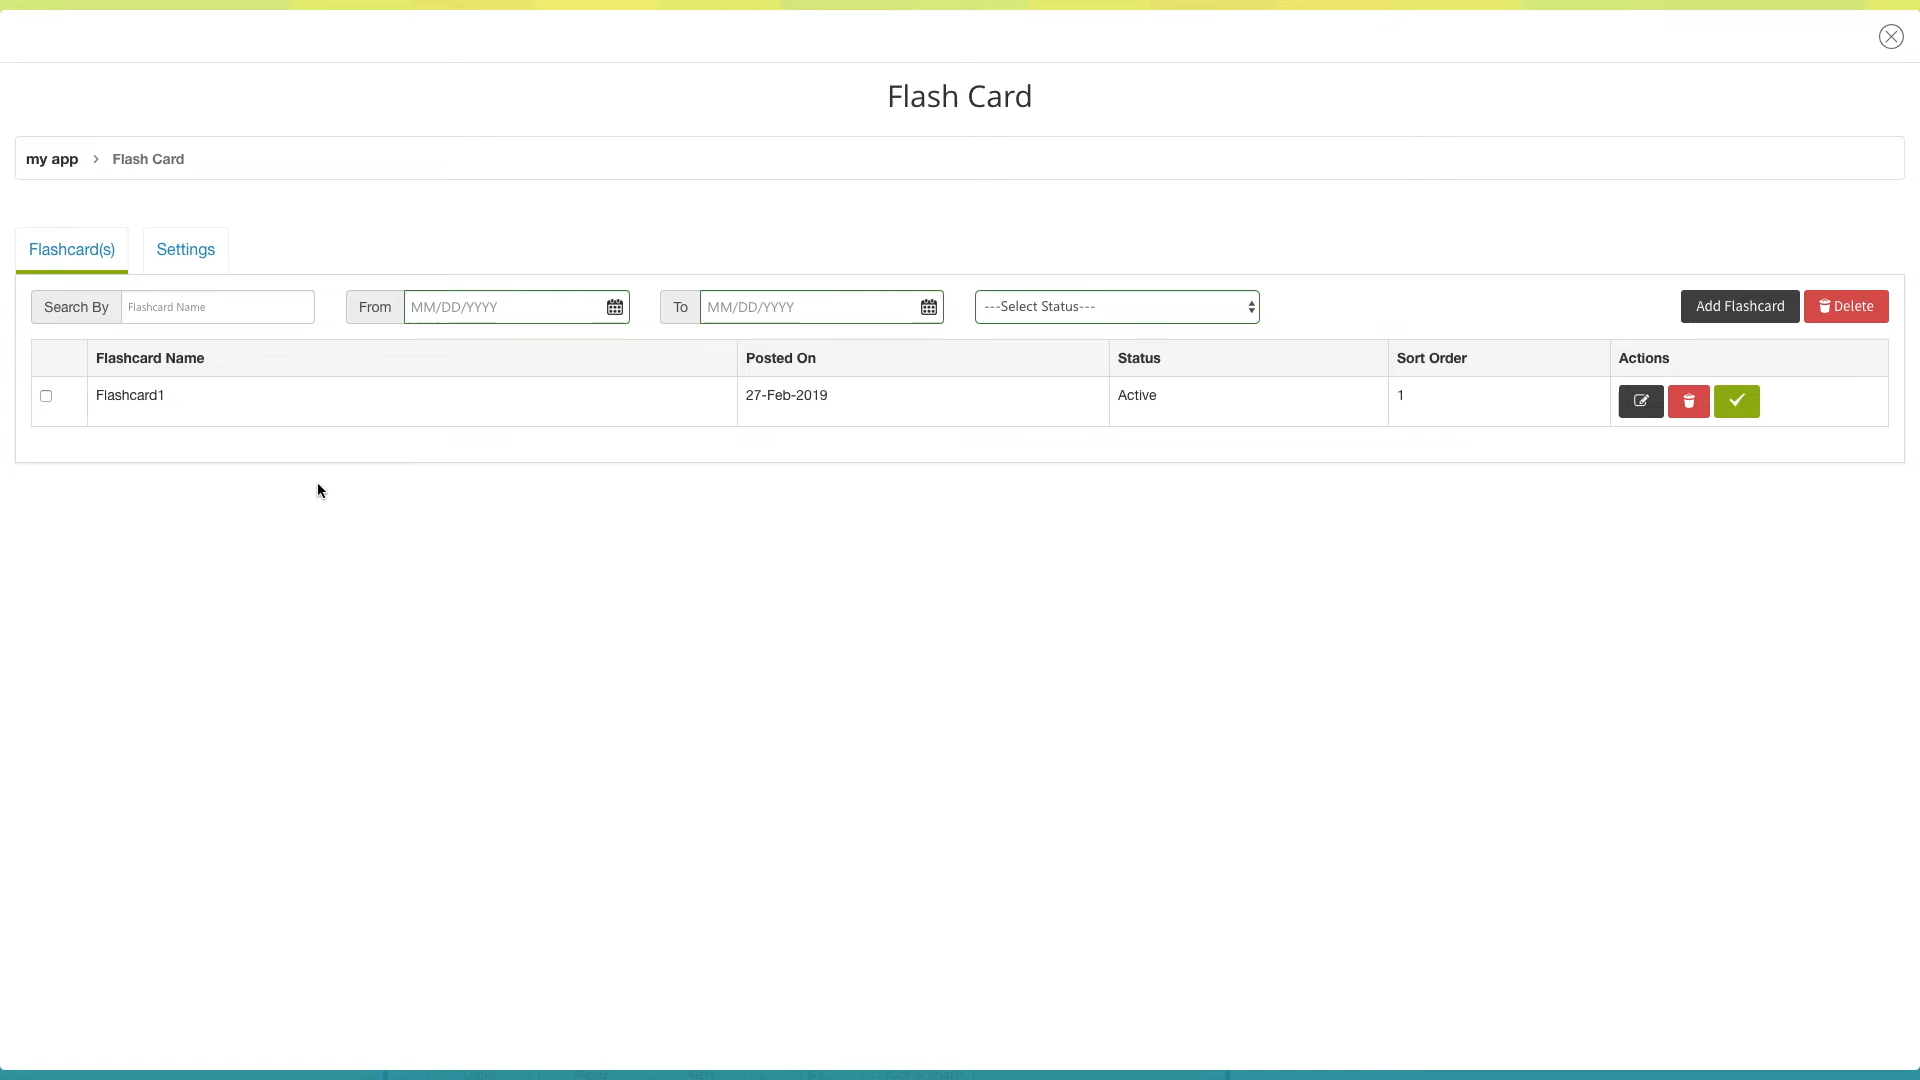 Flash Card
my app > Flash Card
Flashcard(s) Settings
Search By Flashcard Name From MM/DD/YYYY To MM/DD/YYYY ---Select Status--- Add Flashcard Delete
Flashcard Name Posted On Status Sort Order Actions
Flashcard1 27-Feb-2019 Active 1